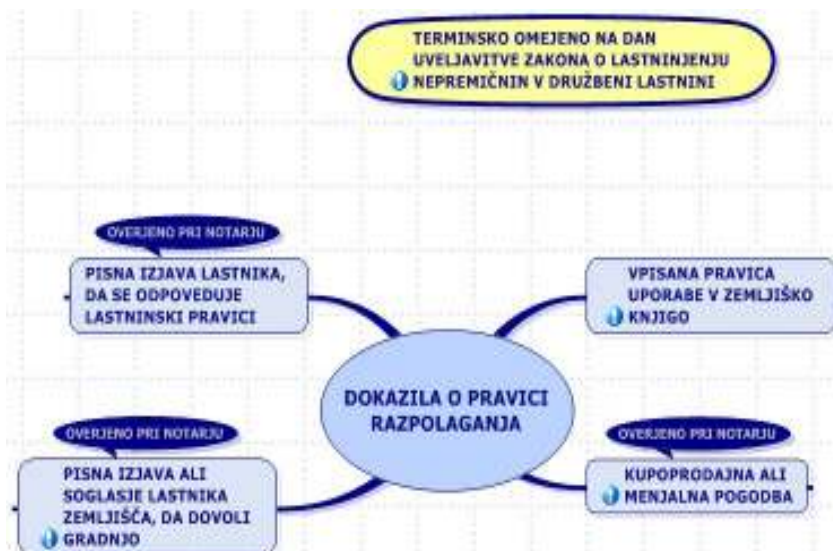 TERMINSKO OMEJENO NA DAN
UVELJAVITVE ZAKONA O LASTNINJENJU
NEPREMIČNIN V DRUŽBENI LASTNINI
OVERJENO PRI NOTARJU
PISNA IZJAVA LASTNIKA,
DA SE ODPOVEDUJE
LASTNINSKI PRAVICI
VPISANA PRAVICA
UPORABE V ZEMLJIŠKO
KNJIGO
DOKAZILA O PRAVICI
RAZPOLAGANJA
OVERJENO PRI NOTARJU
PISNA IZJAVA ALI
SOGLASJE LASTNIKA
ZEMLJIŠČA, DA DOVOLI
GRADNJO
OVERJENO PRI NOTARJU
KUPOPRODAJNA ALI
MENJALNA POGODBA